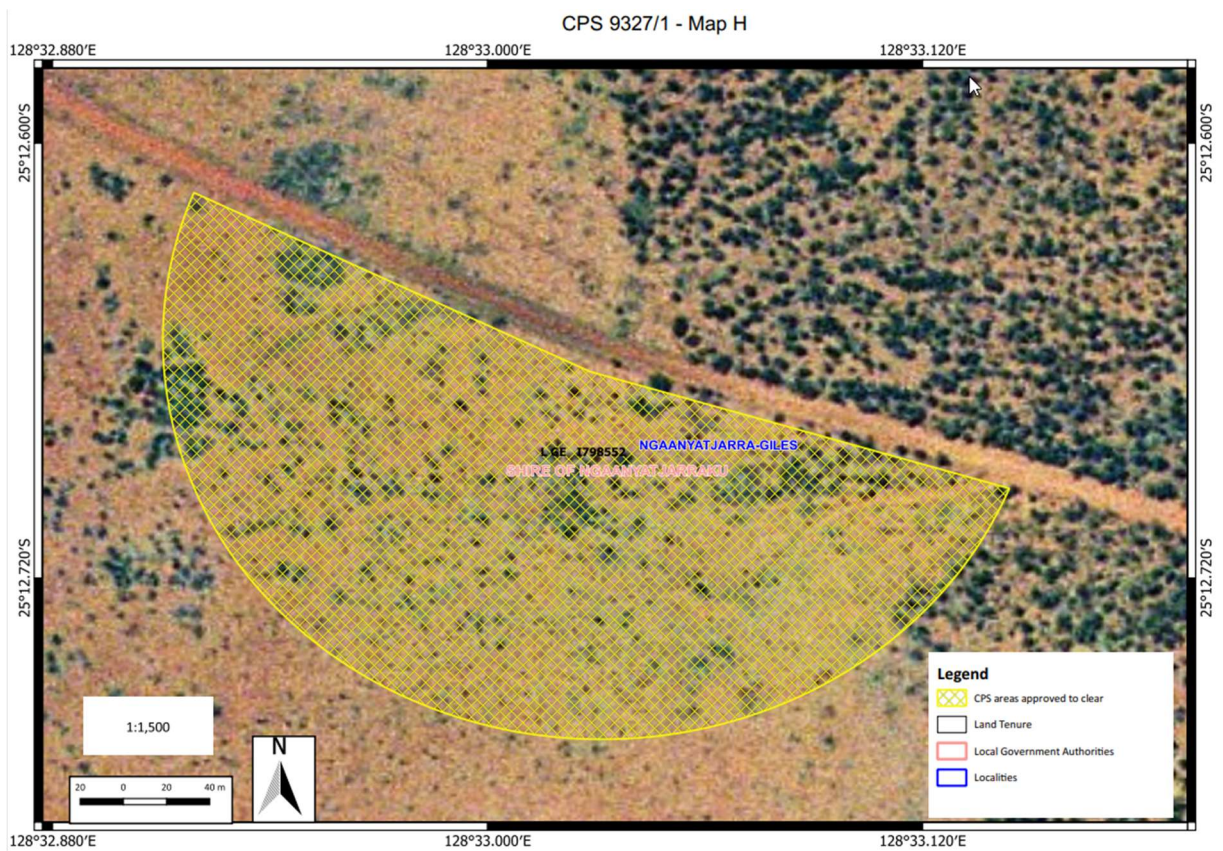 CPS 9327/1 - Map H
128°32.880′E 128°33.000′E 128°33.120′E
25°12.600′S 25°12.600′S
NGAANYATJARRA-GILES
LGE I798552
SHIRE OF NGAANYATJARRAKU
25°12.720′S 25°12.720′S
Legend
CPS areas approved to clear
Land Tenure
Local Government Authorities
Localities
1:1,500
N
20 0 20 40 m
128°32.880′E 128°33.000′E 128°33.120′E